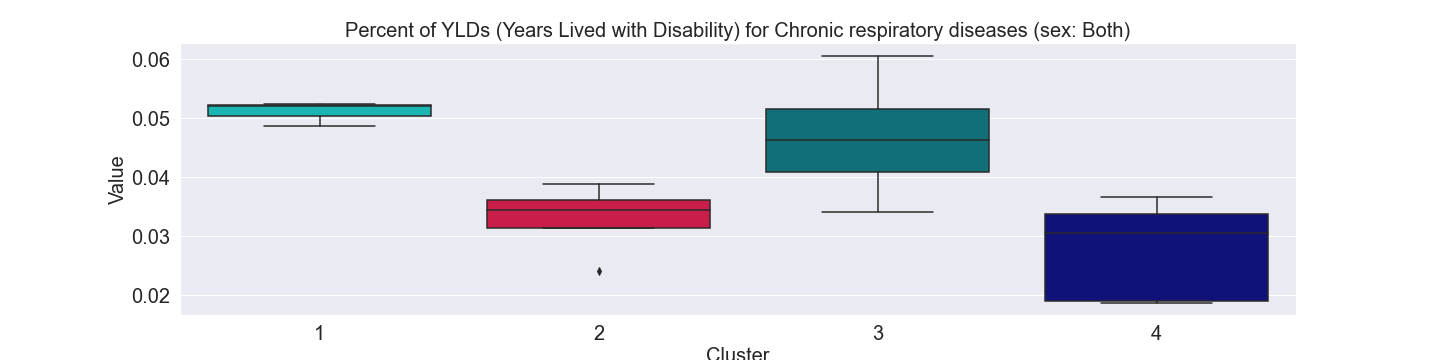 Percent of YLDs (Years Lived with Disability) for Chronic respiratory diseases (sex: Both)
0.06
0.05
0.04
0.03
0.02
Value
1 2 3 4
Cluster